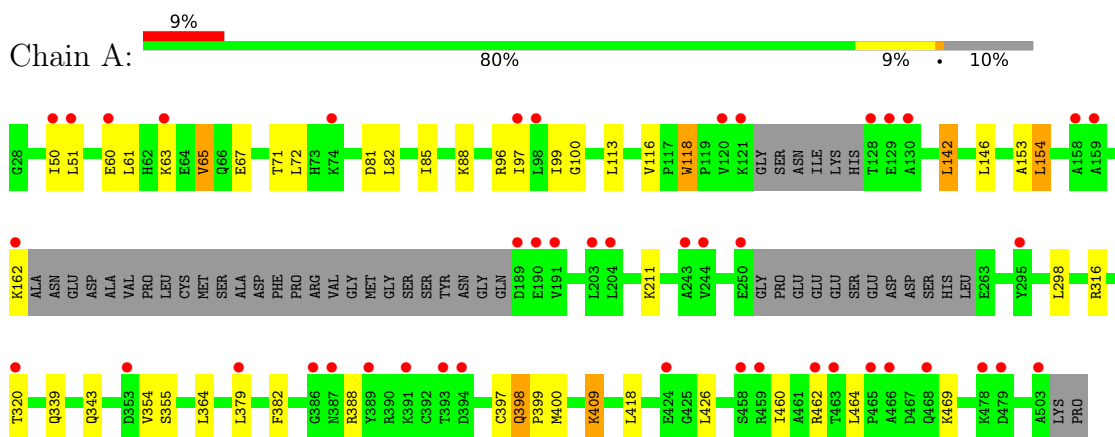 9%
Chain A:
80% 9% • 10%
G28 I50 L51 E60 L61 H62 K63 E64 V65 Q66 E67 T71 L72 H73 K74 D81 L82 I85 K88 R96 I97 L98 I99 G100 L113 V116 P117 W118 P119 V120 K121 GLY SER ASN ILE LYS HIS T128 E129 A130 L142 L146 A153 L154 A158 A159
K162 ALA ASN GLU ASP ALA VAL PRO LEU CYS MET SER ALA ASP PHE PRO ARG VAL GLY MET GLY SER SER TYR ASN GLY GLN D189 E190 V191 L203 L204 K211 A243 V244 E250 GLY PRO GLU GLU GLU SER GLU ASP ASP SER HIS LEU E263 Y295 L298 R316
T320 Q339 Q343 D353 V354 S355 L364 L379 F382 G386 N387 R388 Y389 R390 K391 C392 T393 D394 C397 Q398 P399 M400 K409 L418 E424 G425 L426 S458 R459 I460 A461 R462 T463 L464 P465 A466 D467 Q468 K469 K478 D479 A503 LYS PRO